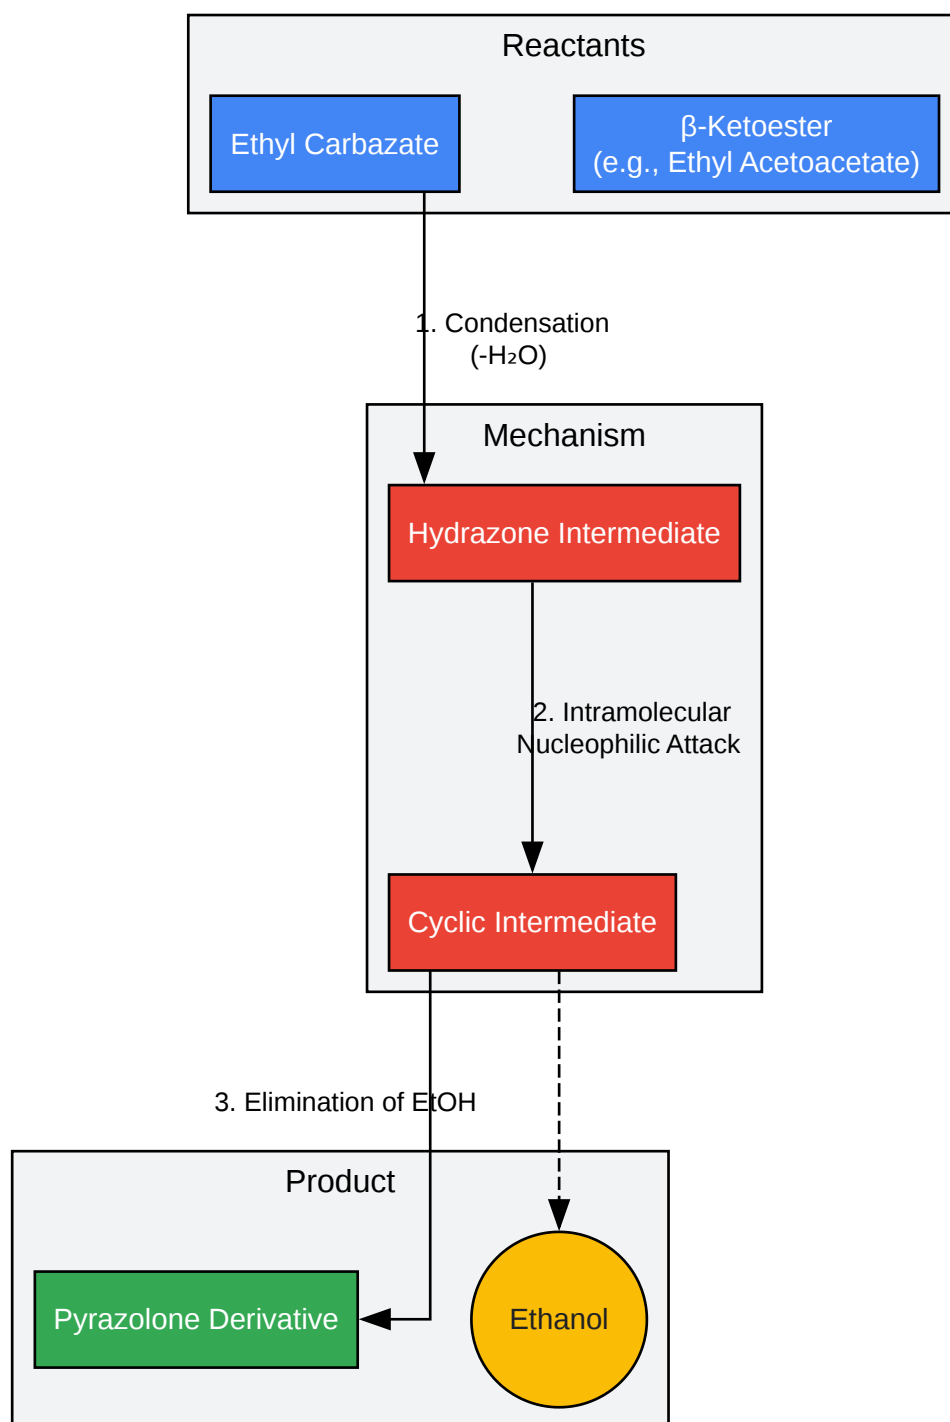 Reactants
Ethyl Carbazate
β-Ketoester
(e.g., Ethyl Acetoacetate)
1. Condensation
(-H₂O)
Mechanism
Hydrazone Intermediate
2. Intramolecular
Nucleophilic Attack
Cyclic Intermediate
3. Elimination of EtOH
Product
Pyrazolone Derivative
Ethanol